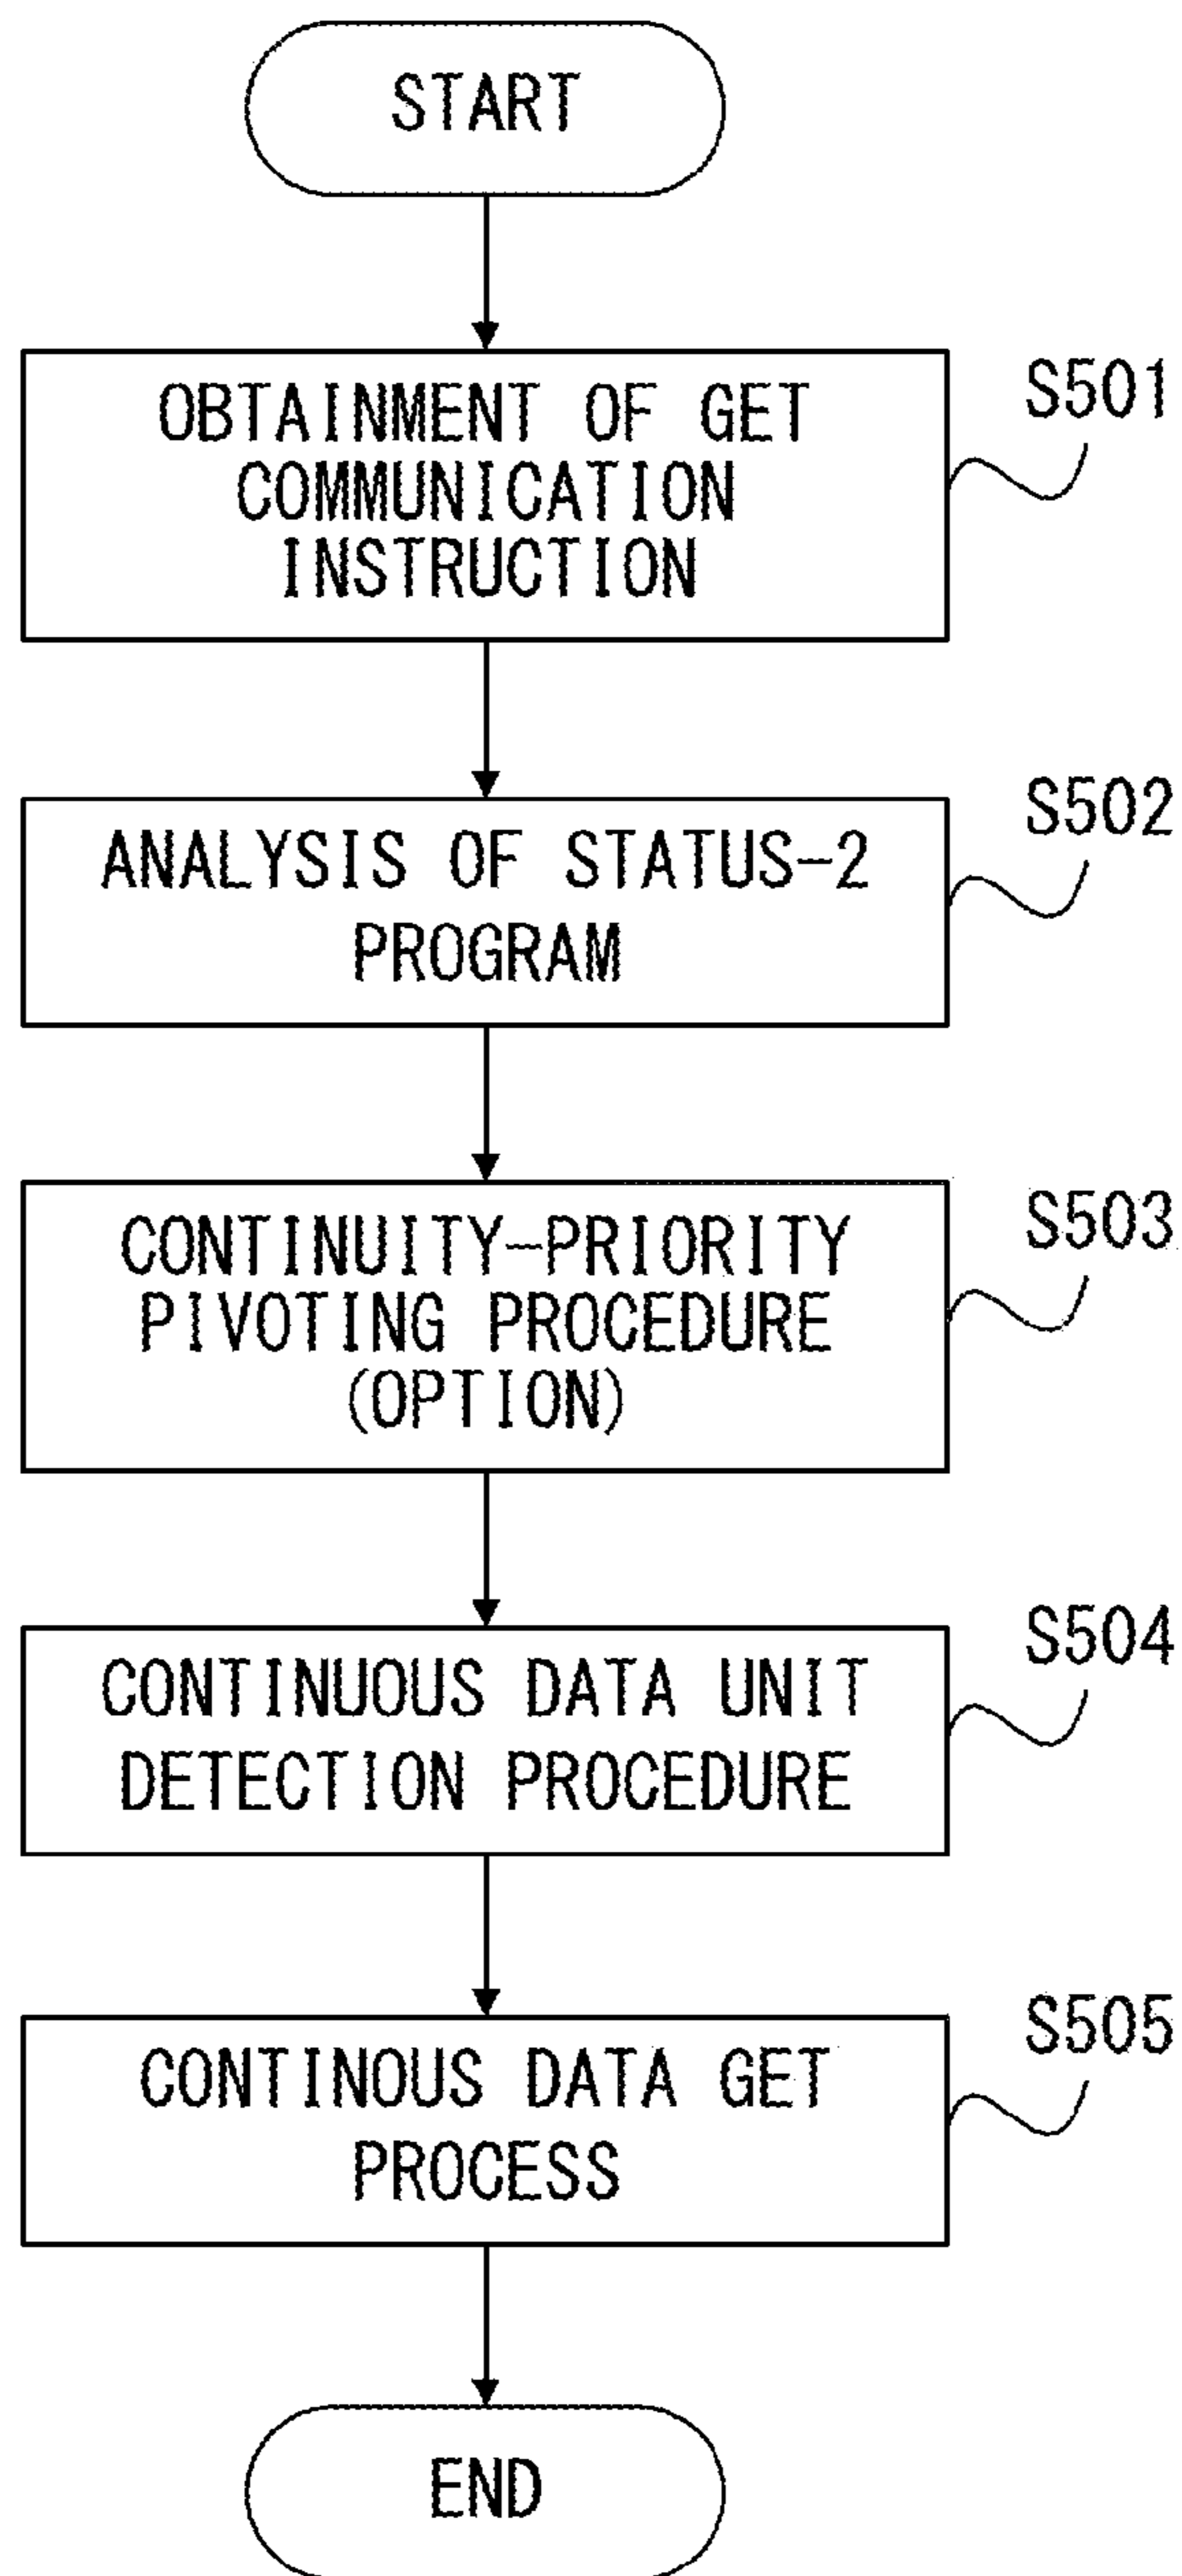 START
OBTAINMENT OF GET
COMMUNICATION
INSTRUCTION
S501
ANALYSIS OF STATUS-2
PROGRAM
S502
CONTINUITY-PRIORITY
PIVOTING PROCEDURE
(OPTION)
S503
CONTINUOUS DATA UNIT
DETECTION PROCEDURE
S504
CONTINOUS DATA GET
PROCESS
S505
END